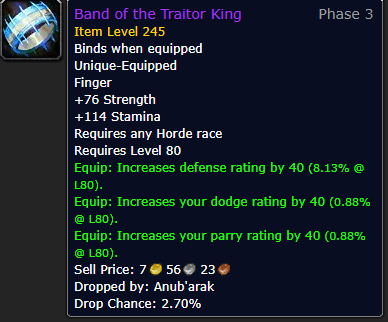 Band of the Traitor King Phase 3
Item Level 245
Binds when equipped
Unique-Equipped
Finger
+76 Strength
+114 Stamina
Requires any Horde race
Requires Level 80
Equip: Increases defense rating by 40 (8.13% @
L80).
Equip: Increases your dodge rating by 40 (0.88%
@ L80).
Equip: Increases your parry rating by 40 (0.88%
@ L80).
Sell Price: 7 56 23
Dropped by: Anub'arak
Drop Chance: 2.70%